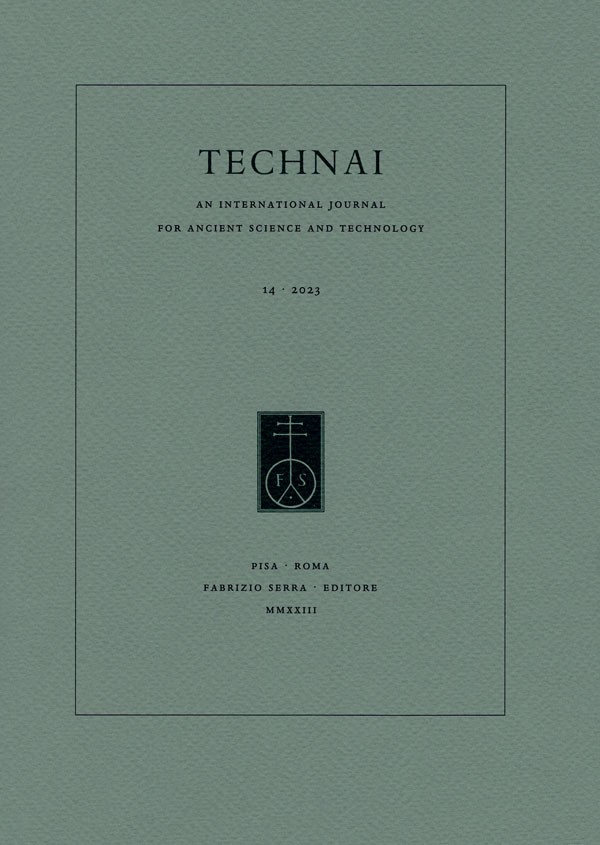 TECHNAI
AN INTERNATIONAL JOURNAL
FOR ANCIENT SCIENCE AND TECHNOLOGY
14 · 2023
F S
PISA · ROMA
FABRIZIO SERRA · EDITORE
MMXXIII